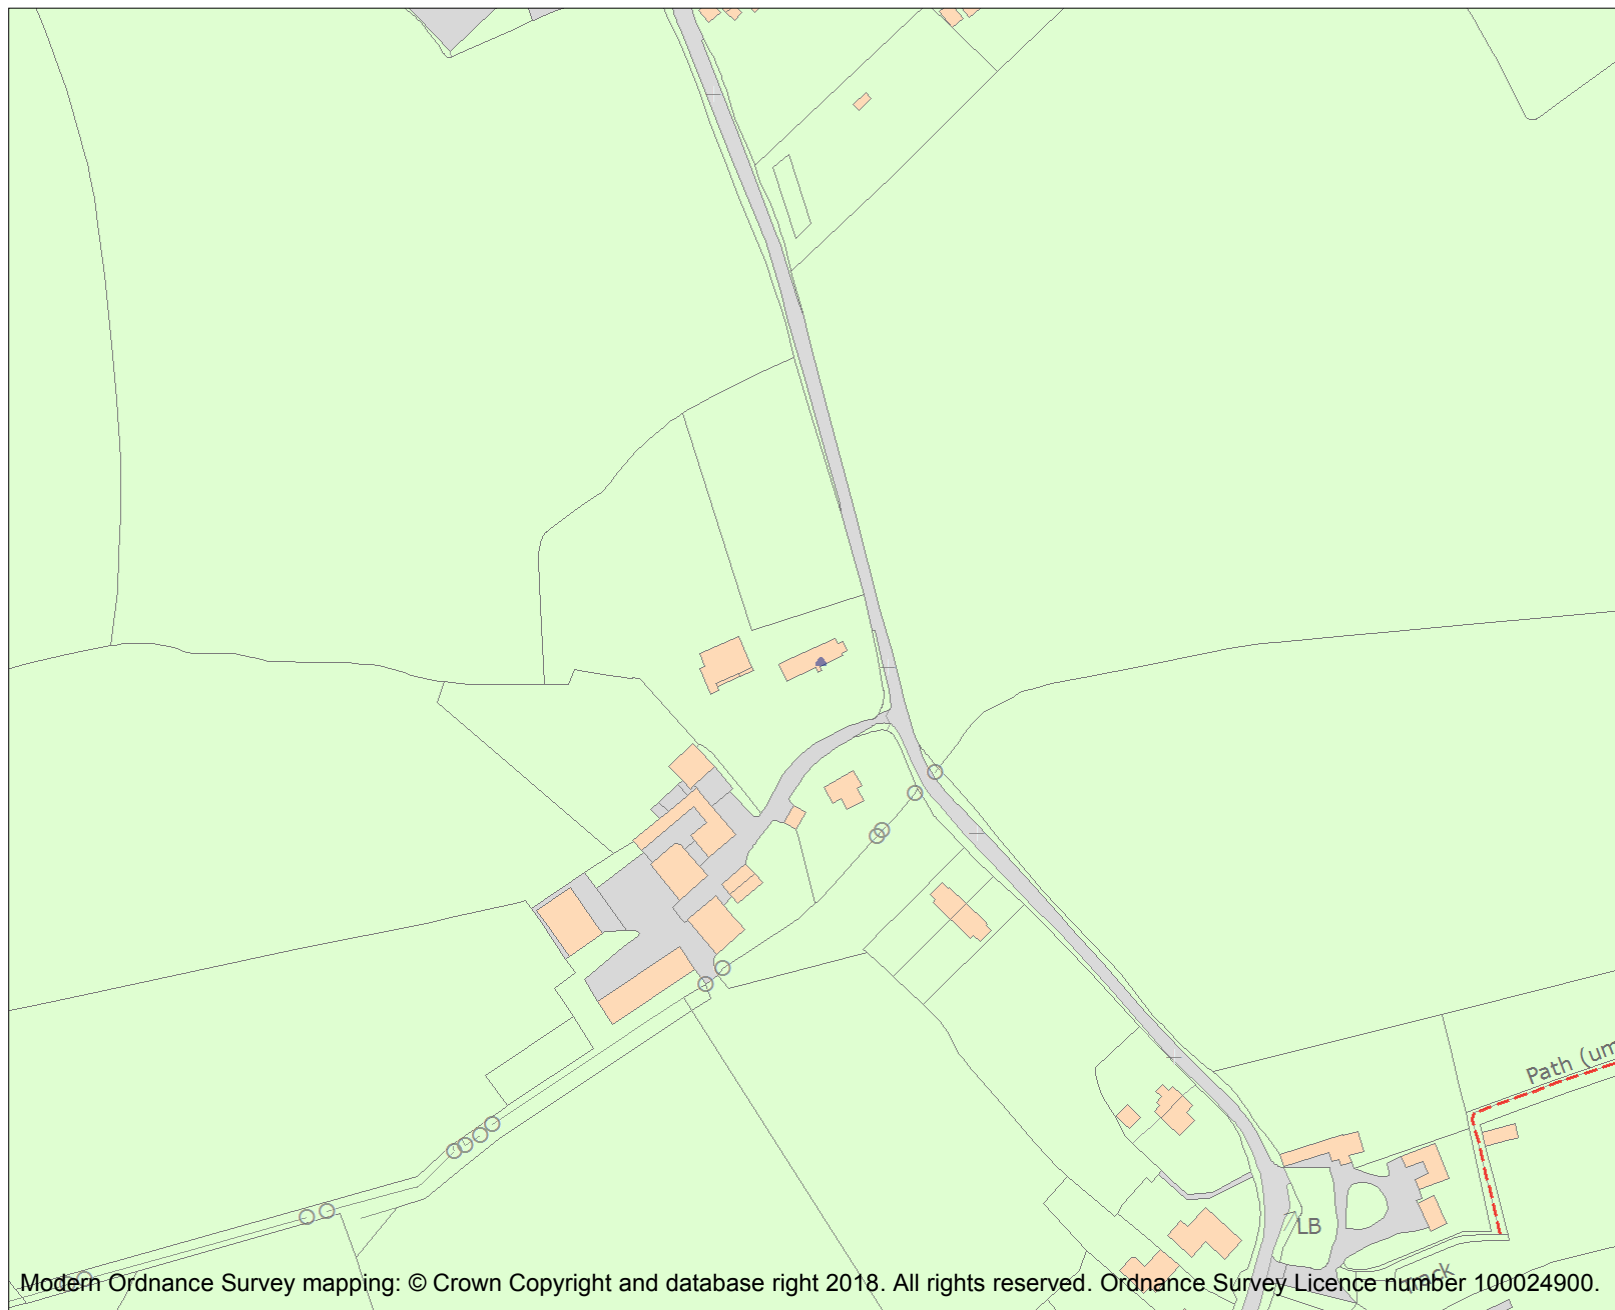 Path (um
LB
Track
Modern Ordnance Survey mapping: © Crown Copyright and database right 2018. All rights reserved. Ordnance Survey Licence number 100024900.